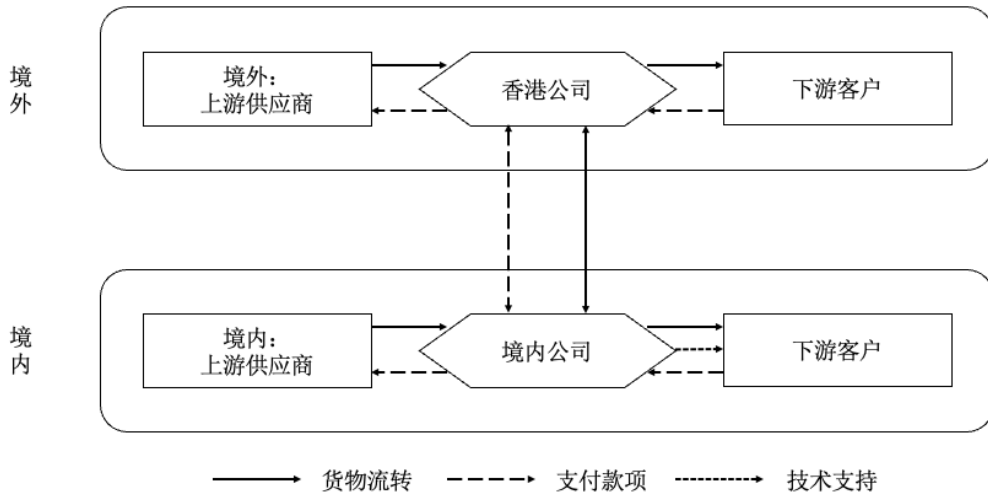 境外
境外：
上游供应商
香港公司
下游客户
境内
境内：
上游供应商
境内公司
下游客户
货物流转
支付款项
技术支持